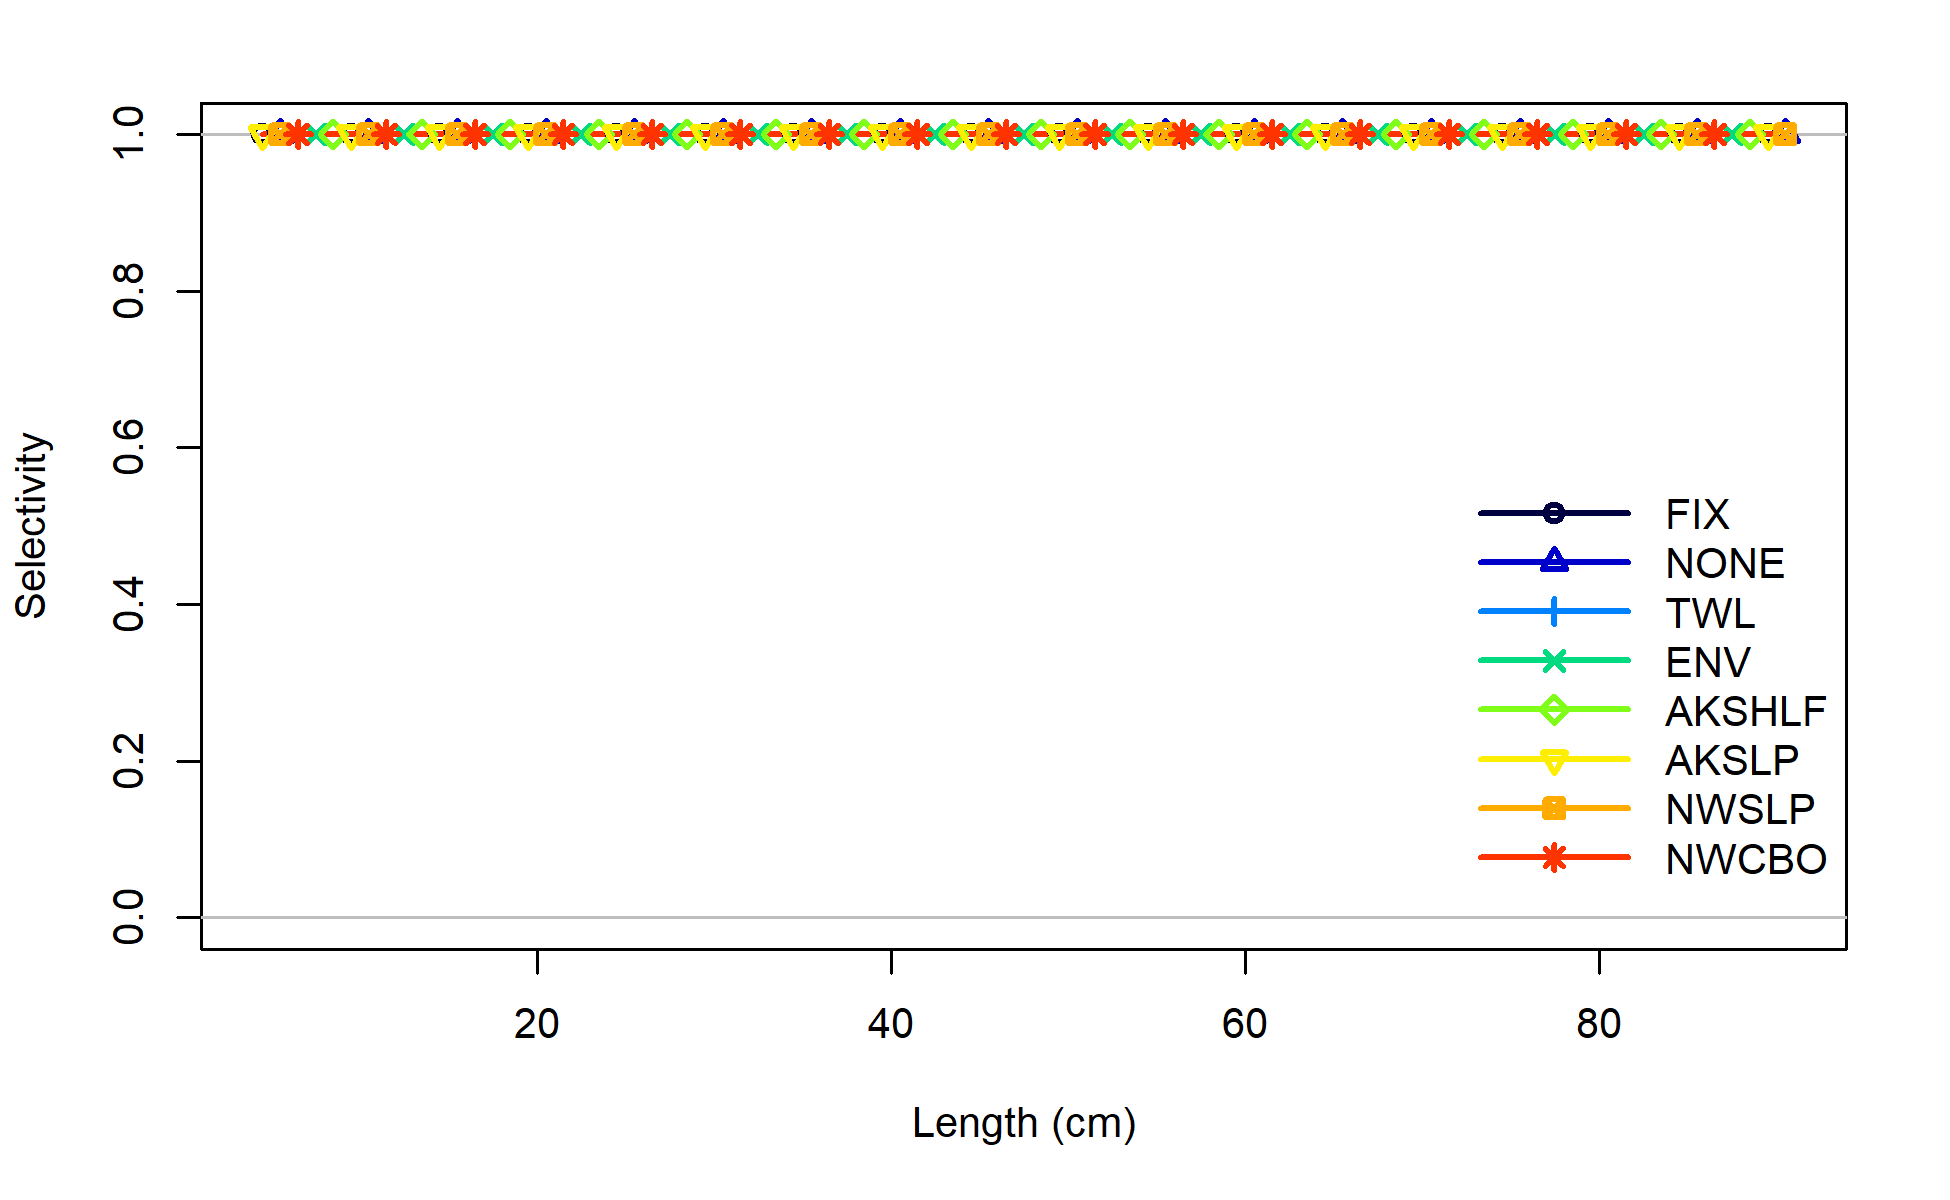 Selectivity
1.0
0.8
0.6
0.4
0.2
0.0
FIX
NONE
TWL
ENV
AKSHLF
AKSLP
NWSLP
NWCBO
20 40 60 80
Length (cm)